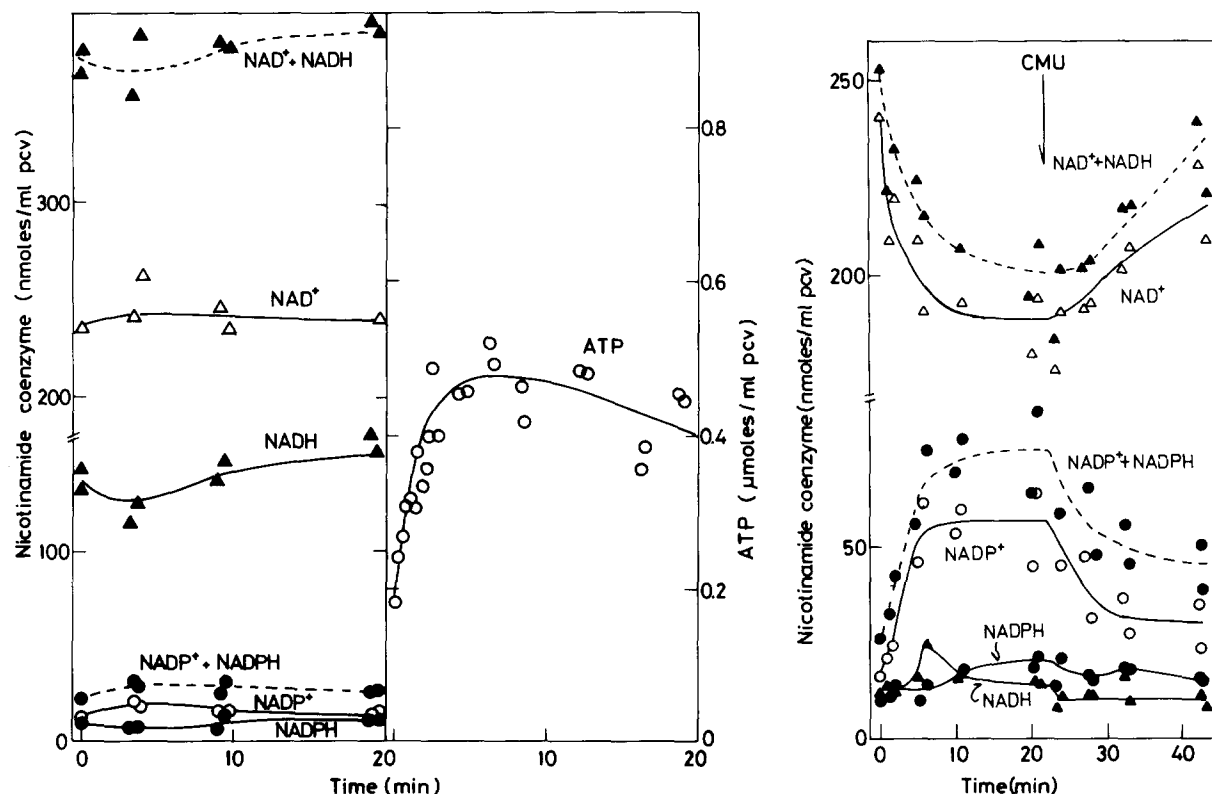 Nicotinamide coenzyme (nmoles/ml pcv)
300
200
100
0
NAD⁺ + NADH
NAD⁺
NADH
NADP⁺ + NADPH
NADP⁺
NADPH
0
10
20
Time (min)
ATP
10
20
0.8
0.6
0.4
0.2
0
ATP (µmoles/ml pcv)
Nicotinamide coenzyme (nmoles/ml pcv)
250
200
50
0
CMU
NAD⁺+NADH
NAD⁺
NADP⁺+NADPH
NADP⁺
NADPH
NADH
0
10
20
30
40
Time(min)